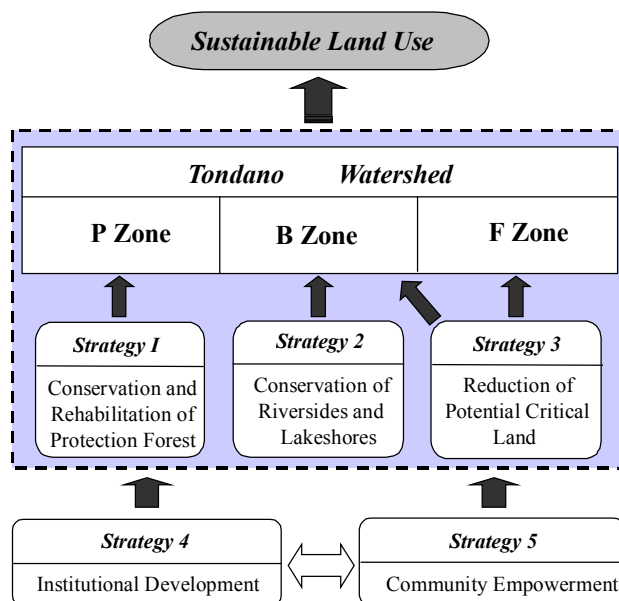 Sustainable Land Use
Tondano Watershed
P Zone
B Zone
F Zone
Strategy I
Conservation and
Rehabilitation of
Protection Forest
Strategy 2
Conservation of
Riversides and
Lakeshores
Strategy 3
Reduction of
Potential Critical
Land
Strategy 4
Institutional Development
Strategy 5
Community Empowerment